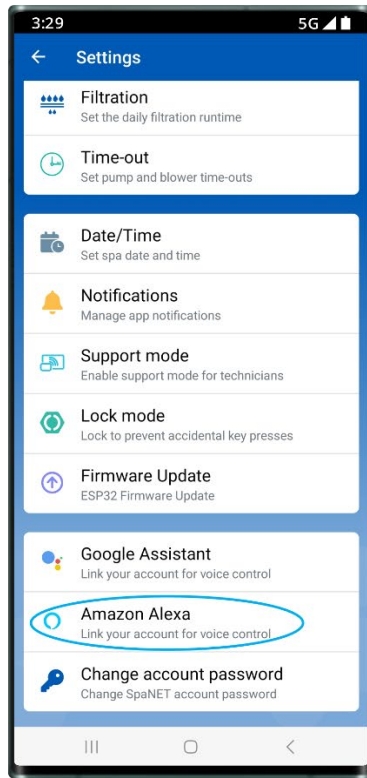 3:29 5G
Settings
Filtration
Set the daily filtration runtime
Time-out
Set pump and blower time-outs
Date/Time
Set spa date and time
Notifications
Manage app notifications
Support mode
Enable support mode for technicians
Lock mode
Lock to prevent accidental key presses
Firmware Update
ESP32 Firmware Update
Google Assistant
Link your account for voice control
Amazon Alexa
Link your account for voice control
Change account password
Change SpaNET account password